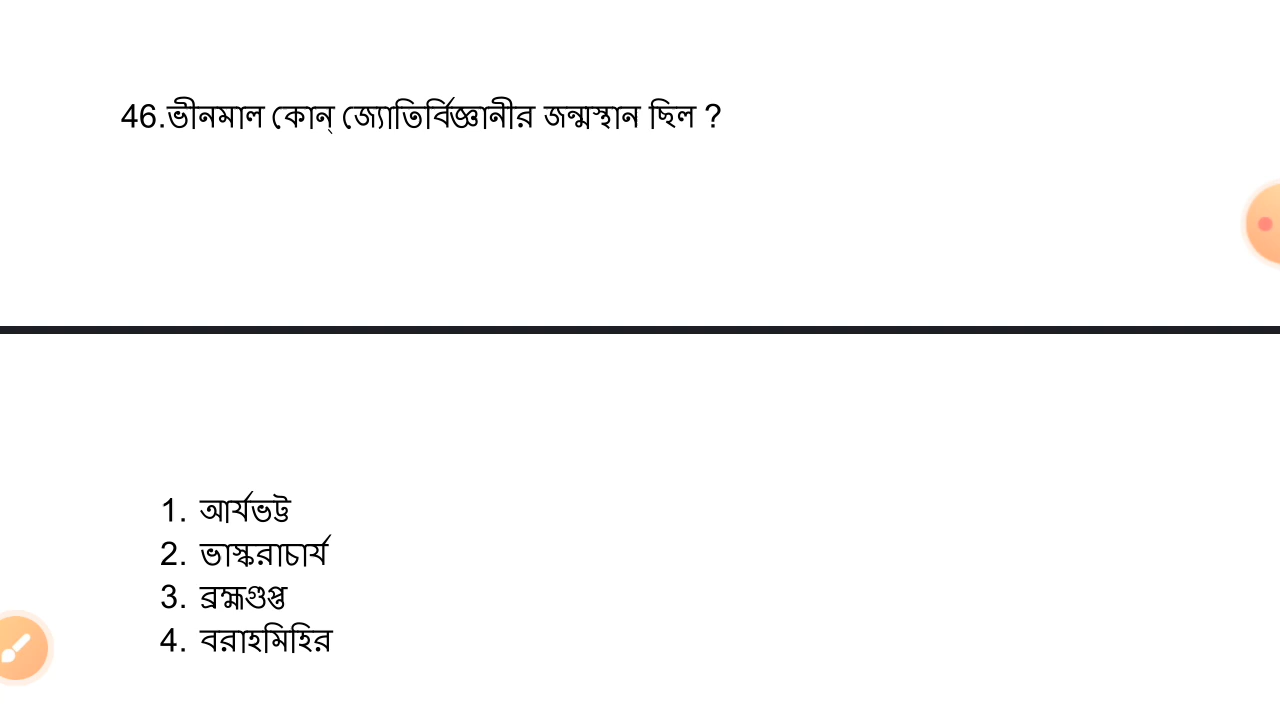 46.ভীনমাল কোন্ জ্যোতির্বিজ্ঞানীর জন্মস্থান ছিল ?
1. আর্যভট্ট
2. ভাস্করাচার্য
3. ব্রহ্মগুপ্ত
4. বরাহমিহির